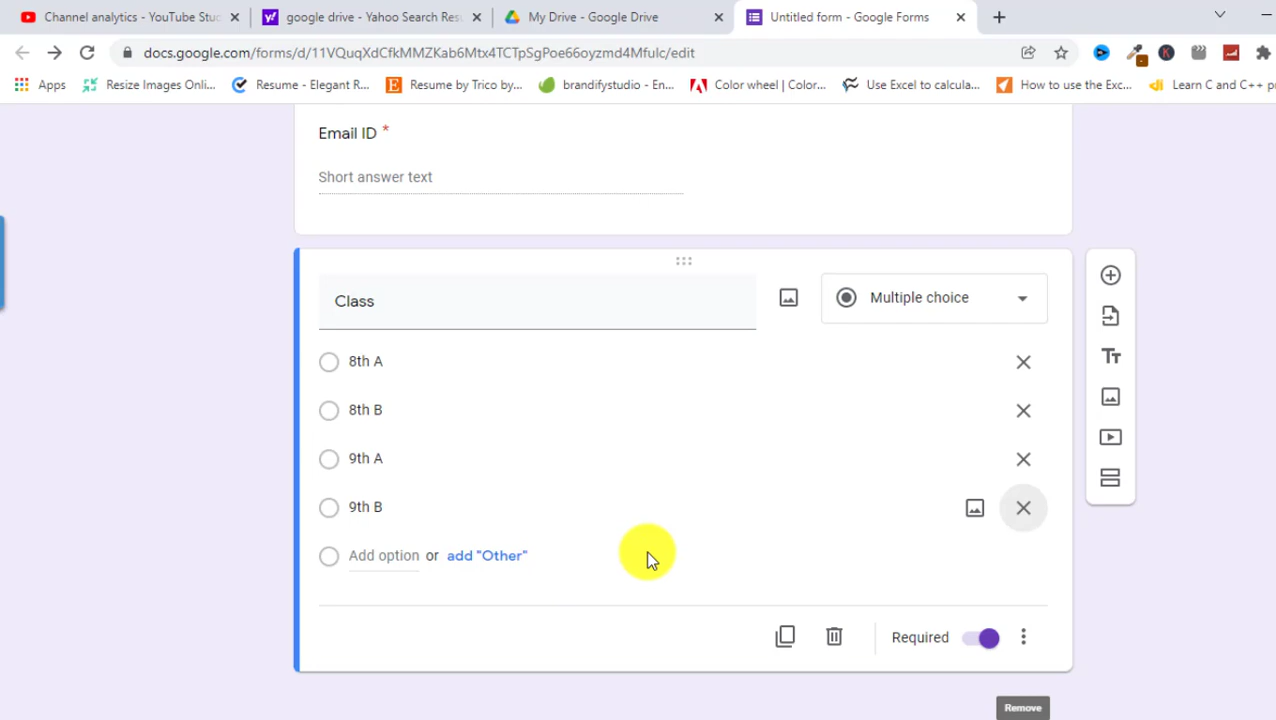 Channel analytics - YouTube Stu
google drive - Yahoo Search Res
My Drive - Google Drive
Untitled form - Google Forms
docs.google.com/forms/d/11VQuqXdCfkMMZKab6Mtx4TCTpSgPoe66oyzmd4MfuIc/edit
Apps
Resize Images Onli...
Resume - Elegant R...
Resume by Trico by...
brandifystudio - En...
Color wheel | Color...
Use Excel to calcula...
How to use the Exc...
Learn C and C++ pr
Email ID *
Short answer text
Class
Multiple choice
8th A
8th B
9th A
9th B
Add option or add "Other"
Required
Remove